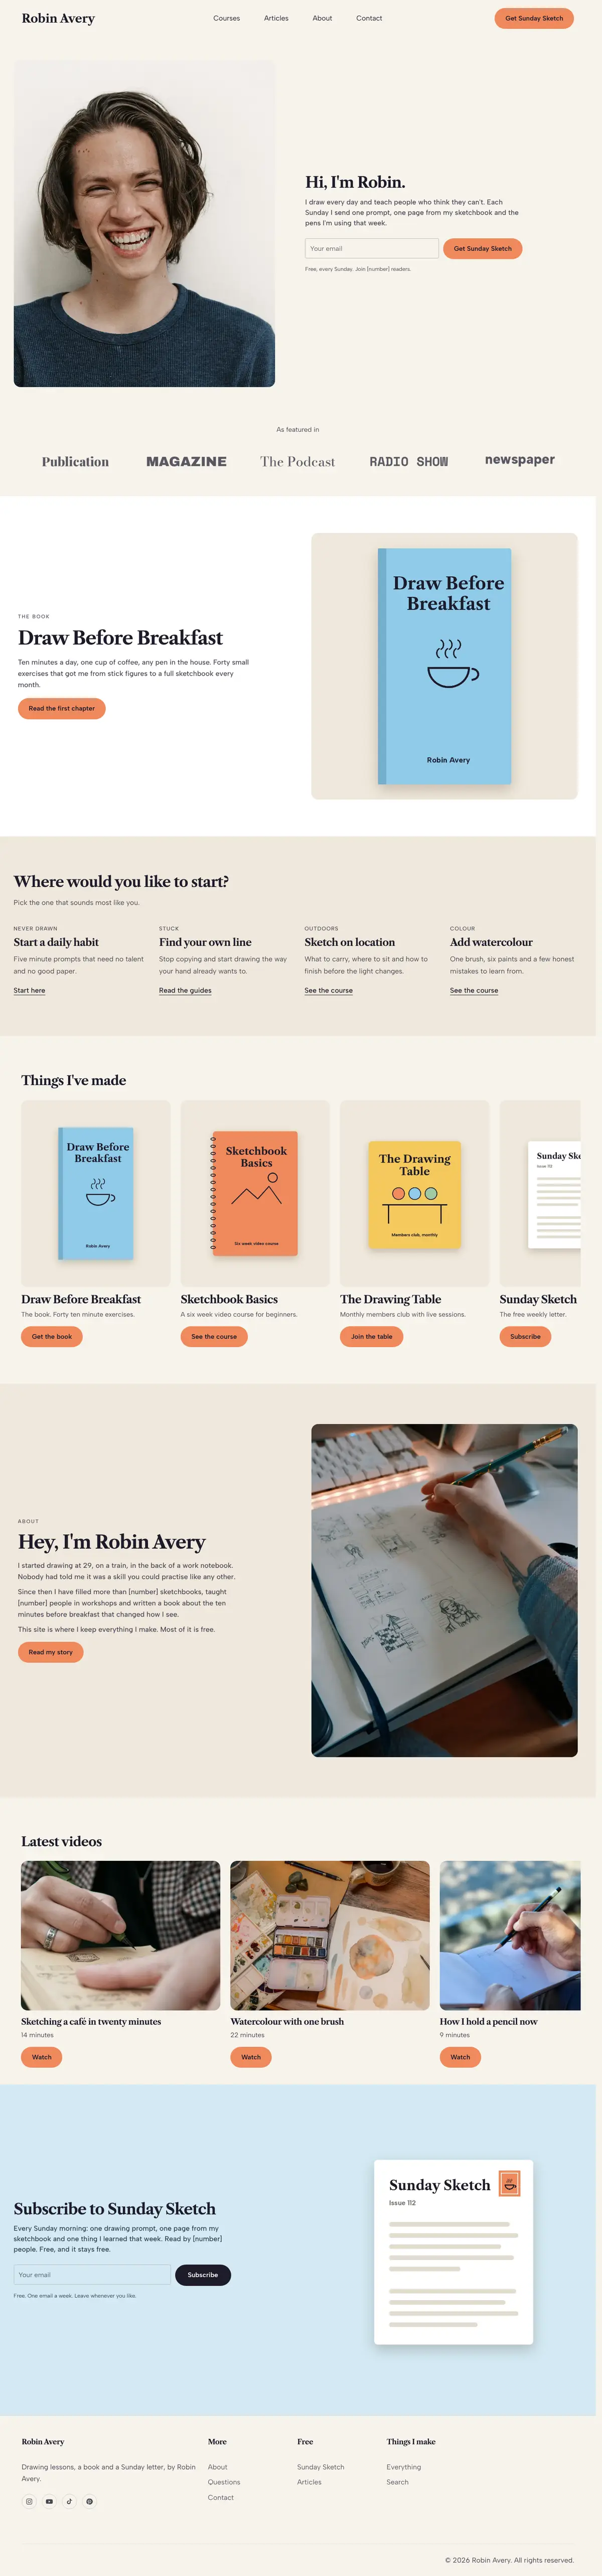 Robin Avery
Courses
Articles
About
Contact
Get Sunday Sketch
Hi, I'm Robin.
I draw every day and teach people who think they can't. Each
Sunday I send one prompt, one page from my sketchbook and the
pens I'm using that week.
Your email
Get Sunday Sketch
Free, every Sunday. Join [number] readers.
As featured in
Publication
MAGAZINE
The Podcast
RADIO SHOW
newspaper
THE BOOK
Draw Before Breakfast
Ten minutes a day, one cup of coffee, any pen in the house. Forty small
exercises that got me from stick figures to a full sketchbook every
month.
Read the first chapter
Draw Before
Breakfast
Robin Avery
Where would you like to start?
Pick the one that sounds most like you.
NEVER DRAWN
Start a daily habit
Five minute prompts that need no talent
and no good paper.
Start here
STUCK
Find your own line
Stop copying and start drawing the way
your hand already wants to.
Read the guides
OUTDOORS
Sketch on location
What to carry, where to sit and how to
finish before the light changes.
See the course
COLOUR
Add watercolour
One brush, six paints and a few honest
mistakes to learn from.
See the course
Things I've made
Draw Before
Breakfast
Robin Avery
Draw Before Breakfast
The book. Forty ten minute exercises.
Get the book
Sketchbook
Basics
Six week video course
Sketchbook Basics
A six week video course for beginners.
See the course
The Drawing
Table
Members club, monthly
The Drawing Table
Monthly members club with live sessions.
Join the table
Sunday Ske
Issue 112
Sunday Sketch
The free weekly letter.
Subscribe
ABOUT
Hey, I'm Robin Avery
I started drawing at 29, on a train, in the back of a work notebook.
Nobody had told me it was a skill you could practise like any other.
Since then I have filled more than [number] sketchbooks, taught
[number] people in workshops and written a book about the ten
minutes before breakfast that changed how I see.
This site is where I keep everything I make. Most of it is free.
Read my story
Latest videos
Sketching a café in twenty minutes
14 minutes
Watch
Watercolour with one brush
22 minutes
Watch
How I hold a pencil now
9 minutes
Watch
Subscribe to Sunday Sketch
Every Sunday morning: one drawing prompt, one page from my
sketchbook and one thing I learned that week. Read by [number]
people. Free, and it stays free.
Your email
Subscribe
Free. One email a week. Leave whenever you like.
Sunday Sketch
Issue 112
Robin Avery
Drawing lessons, a book and a Sunday letter, by Robin
Avery.
More
About
Questions
Contact
Free
Sunday Sketch
Articles
Things I make
Everything
Search
© 2026 Robin Avery. All rights reserved.